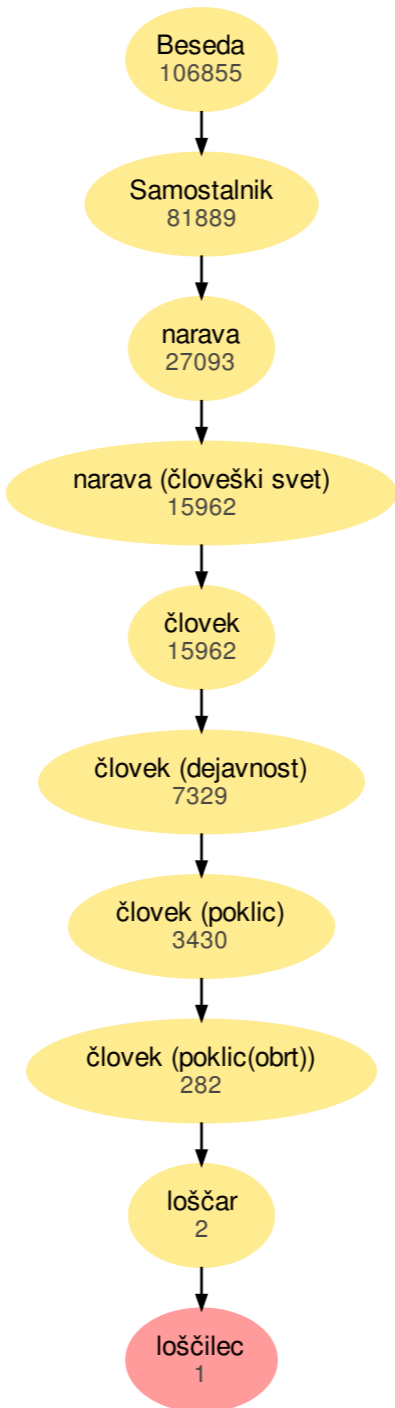 Beseda
106855
Samostalnik
81889
narava
27093
narava (človeški svet)
15962
človek
15962
človek (dejavnost)
7329
človek (poklic)
3430
človek (poklic(obrt))
282
loščar
2
loščilec
1